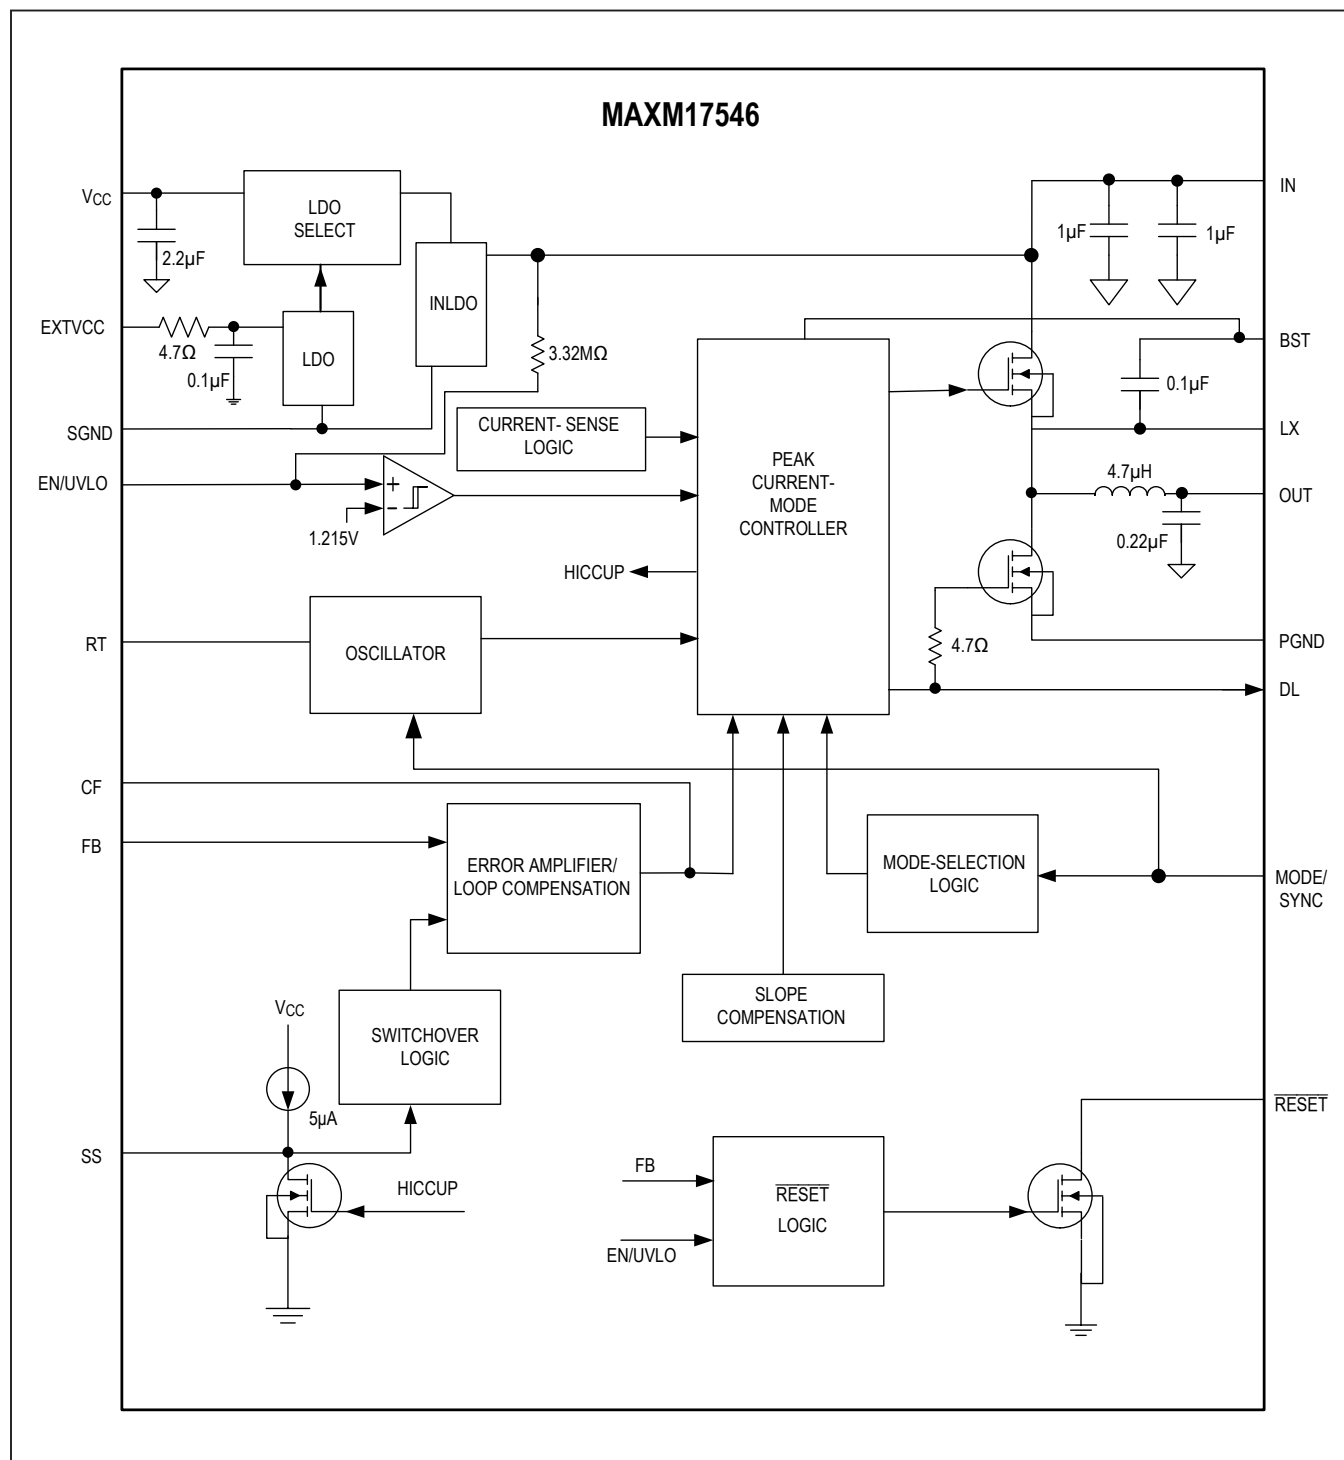 MAXM17546
VCC
LDO
SELECT
IN
2.2µF
1µF
1µF
INLDO
EXTVCC
4.7Ω
0.1µF
LDO
3.32MΩ
BST
0.1µF
SGND
CURRENT- SENSE
LOGIC
LX
PEAK
CURRENT-
MODE
CONTROLLER
EN/UVLO
+
-
1.215V
4.7µH
OUT
0.22µF
HICCUP
RT
OSCILLATOR
4.7Ω
PGND
DL
CF
FB
ERROR AMPLIFIER/
LOOP COMPENSATION
MODE-SELECTION
LOGIC
MODE/
SYNC
SLOPE
COMPENSATION
VCC
SWITCHOVER
LOGIC
5µA
RESET
SS
HICCUP
FB
RESET
LOGIC
EN/UVLO